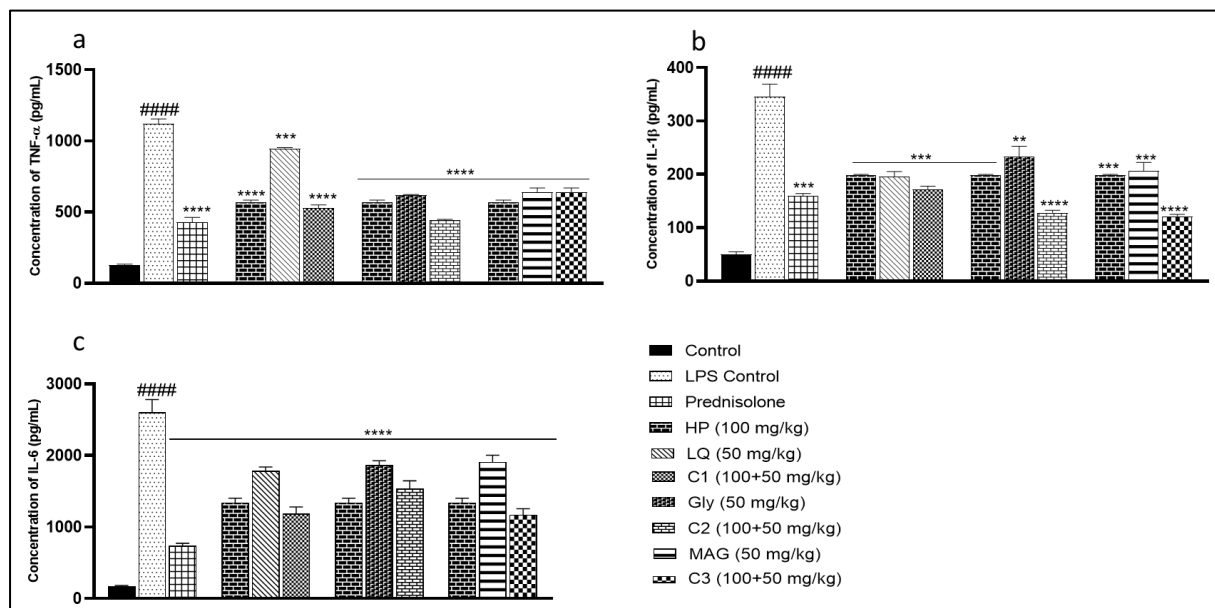 a
Concentration of TNF-α (pg/mL)
1500
1000
500
0
####
****
****
***
****
****
b
Concentration of IL-1β (pg/mL)
400
300
200
100
0
####
***
***
**
****
***
***
****
c
Concentration of IL-6 (pg/mL)
3000
2000
1000
0
####
****
Control
LPS Control
Prednisolone
HP (100 mg/kg)
LQ (50 mg/kg)
C1 (100+50 mg/kg)
Gly (50 mg/kg)
C2 (100+50 mg/kg)
MAG (50 mg/kg)
C3 (100+50 mg/kg)